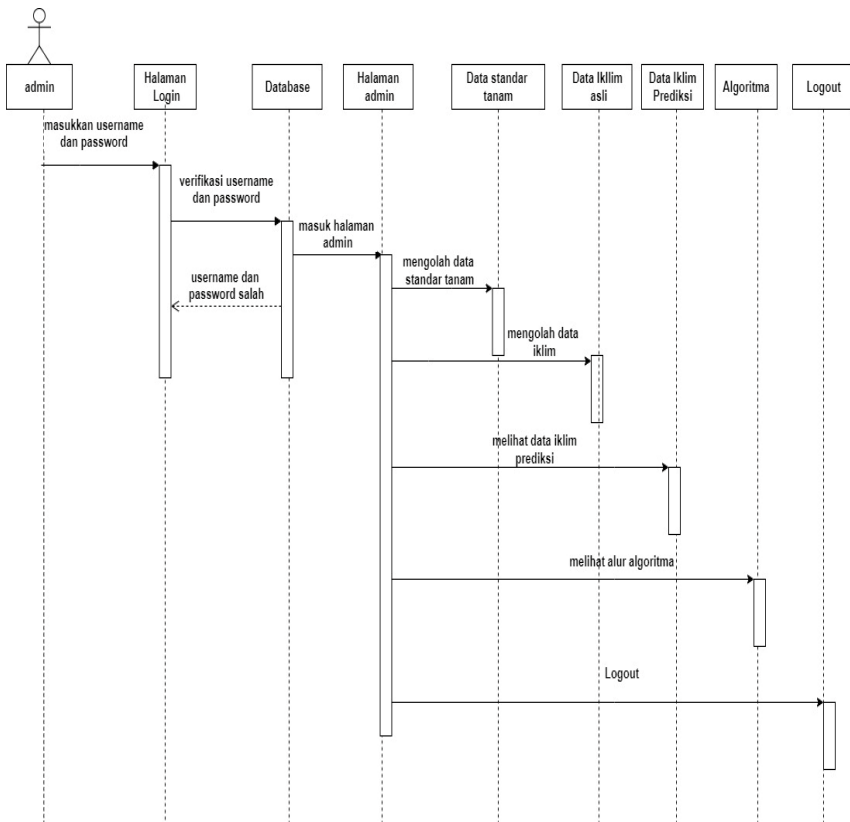 admin
Halaman
Login
Database
Halaman
admin
Data standar
tanam
Data Ikllim
asli
Data Iklim
Prediksi
Algoritma
Logout
masukkan username
dan password
verifikasi username
dan password
masuk halaman
admin
username dan
password salah
mengolah data
standar tanam
mengolah data
iklim
melihat data iklim
prediksi
melihat alur algoritma
Logout